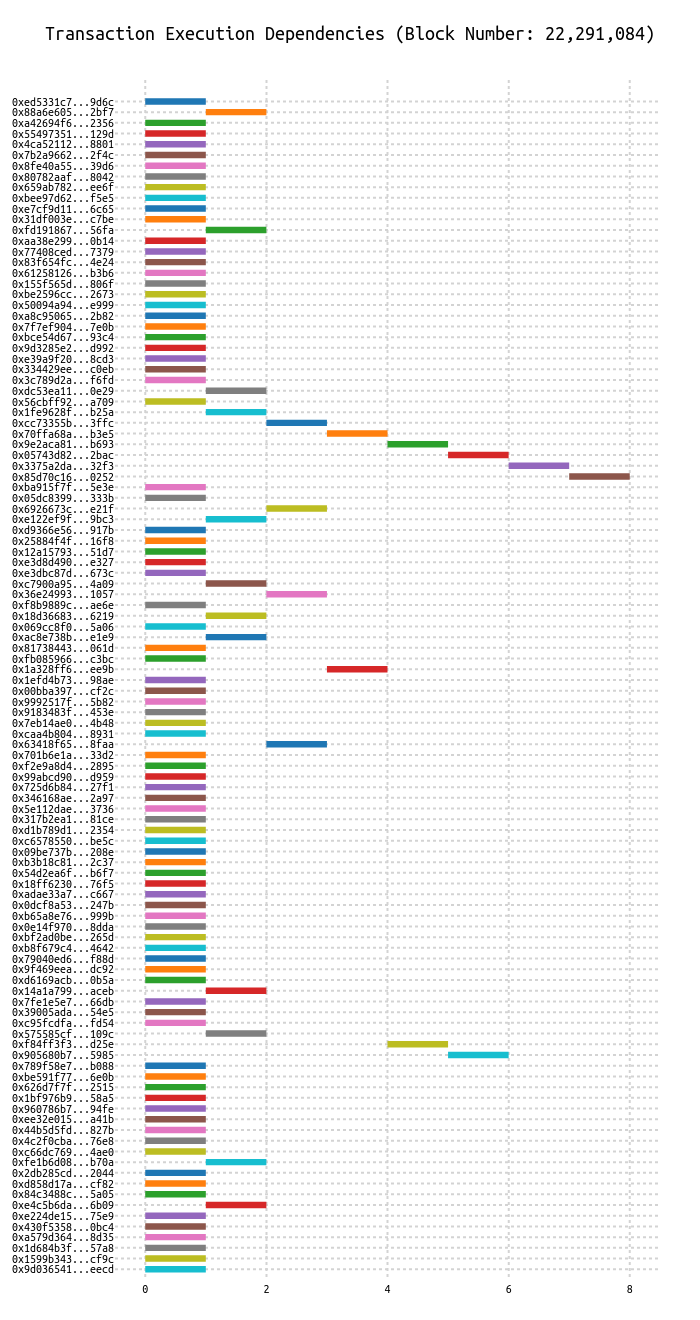 Transaction Execution Dependencies (Block Number: 22,291,084)
0xed5331c7...9d6c
0x88a6e605...2bf7
0xa42694f6...2356
0x55497351...129d
0x4ca52112...8801
0x7b2a9662...2f4c
0x8fe40a55...39d6
0x80782aaf...8042
0x659ab782...ee6f
0xbee97d62...f5e5
0xe7cf9d11...6c65
0x31df003e...c7be
0xfd191867...56fa
0xaa38e299...0b14
0x77408ced...7379
0x83f654fc...4e24
0x61258126...b3b6
0x155f565d...806f
0xbe2596cc...2673
0x50094a94...e999
0xa8c95065...2b82
0x7f7ef904...7e0b
0xbce54d67...93c4
0x9d3285e2...d992
0xe39a9f20...8cd3
0x334429ee...c0eb
0x3c789d2a...f6fd
0xdc53ea11...0e29
0x56cbff92...a709
0x1fe9628f...b25a
0xcc73355b...3ffc
0x70ffa68a...b3e5
0x9e2aca81...b693
0x05743d82...2bac
0x3375a2da...32f3
0x85d70c16...0252
0xba915f7f...5e3e
0x05dc8399...333b
0x6926673c...e21f
0xe122ef9f...9bc3
0xd9366e56...917b
0x25884f4f...16f8
0x12a15793...51d7
0xe3d8d490...e327
0xe3dbc87d...673c
0xc7900a95...4a09
0x36e24993...1057
0xf8b9889c...ae6e
0x18d36683...6219
0x069cc8f0...5a06
0xac8e738b...e1e9
0x81738443...061d
0xfb085966...c3bc
0x1a328ff6...ee9b
0x1efd4b73...98ae
0x00bba397...cf2c
0x9992517f...5b82
0x9183483f...453e
0x7eb14ae0...4b48
0xcaa4b804...8931
0x63418f65...8faa
0x701b6e1a...33d2
0xf2e9a8d4...2895
0x99abcd90...d959
0x725d6b84...27f1
0x346168ae...2a97
0x5e112dae...3736
0x317b2ea1...81ce
0xd1b789d1...2354
0xc6578550...be5c
0x09be737b...208e
0xb3b18c81...2c37
0x54d2ea6f...b6f7
0x18ff6230...76f5
0xadae33a7...c667
0x0dcf8a53...247b
0xb65a8e76...999b
0x0e14f970...8dda
0xbf2ad0be...265d
0xb8f679c4...4642
0x79040ed6...f88d
0x9f469eea...dc92
0xd6169acb...0b5a
0x14a1a799...aceb
0x7fe1e5e7...66db
0x39005ada...54e5
0xc95fcdfa...fd54
0x575585cf...109c
0xf84ff3f3...d25e
0x905680b7...5985
0x789f58e7...b088
0xbe591f77...6e0b
0x626d7f7f...2515
0x1bf976b9...58a5
0x960786b7...94fe
0xee32e015...a41b
0x44b5d5fd...827b
0x4c2f0cba...76e8
0xc66dc769...4ae0
0xfe1b6d08...b70a
0x2db285cd...2044
0xd858d17a...cf82
0x84c3488c...5a05
0xe4c5b6da...6b09
0xe224de15...75e9
0x430f5358...0bc4
0xa579d364...8d35
0x1d684b3f...57a8
0x1599b343...cf9c
0x9d036541...eecd
0 2 4 6 8